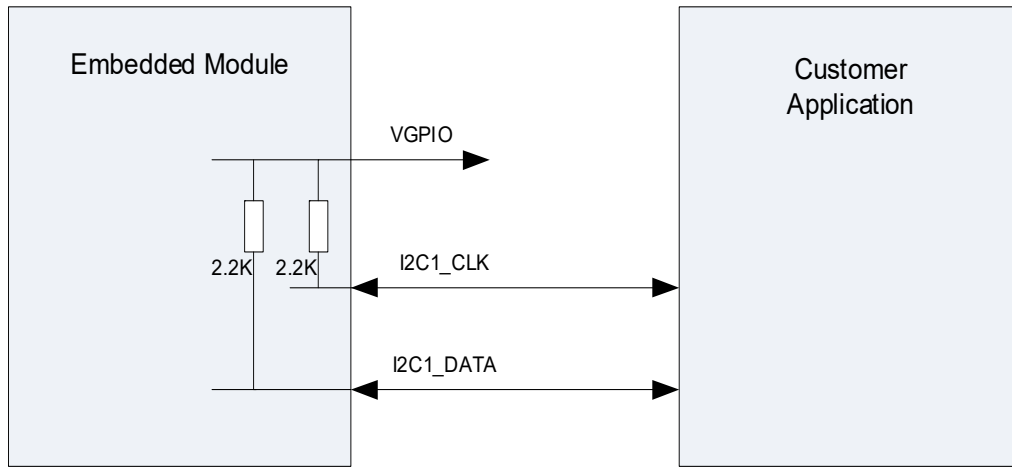 Embedded Module
Customer
Application
VGPIO
2.2K
2.2K
I2C1_CLK
I2C1_DATA